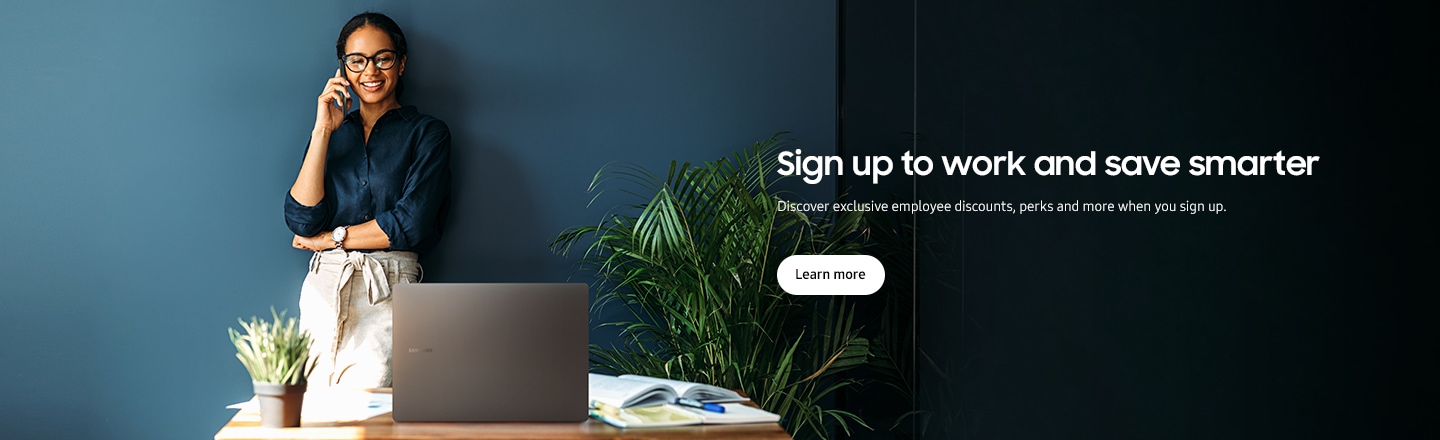 Sign up to work and save smarter
Discover exclusive employee discounts, perks and more when you sign up.
Learn more